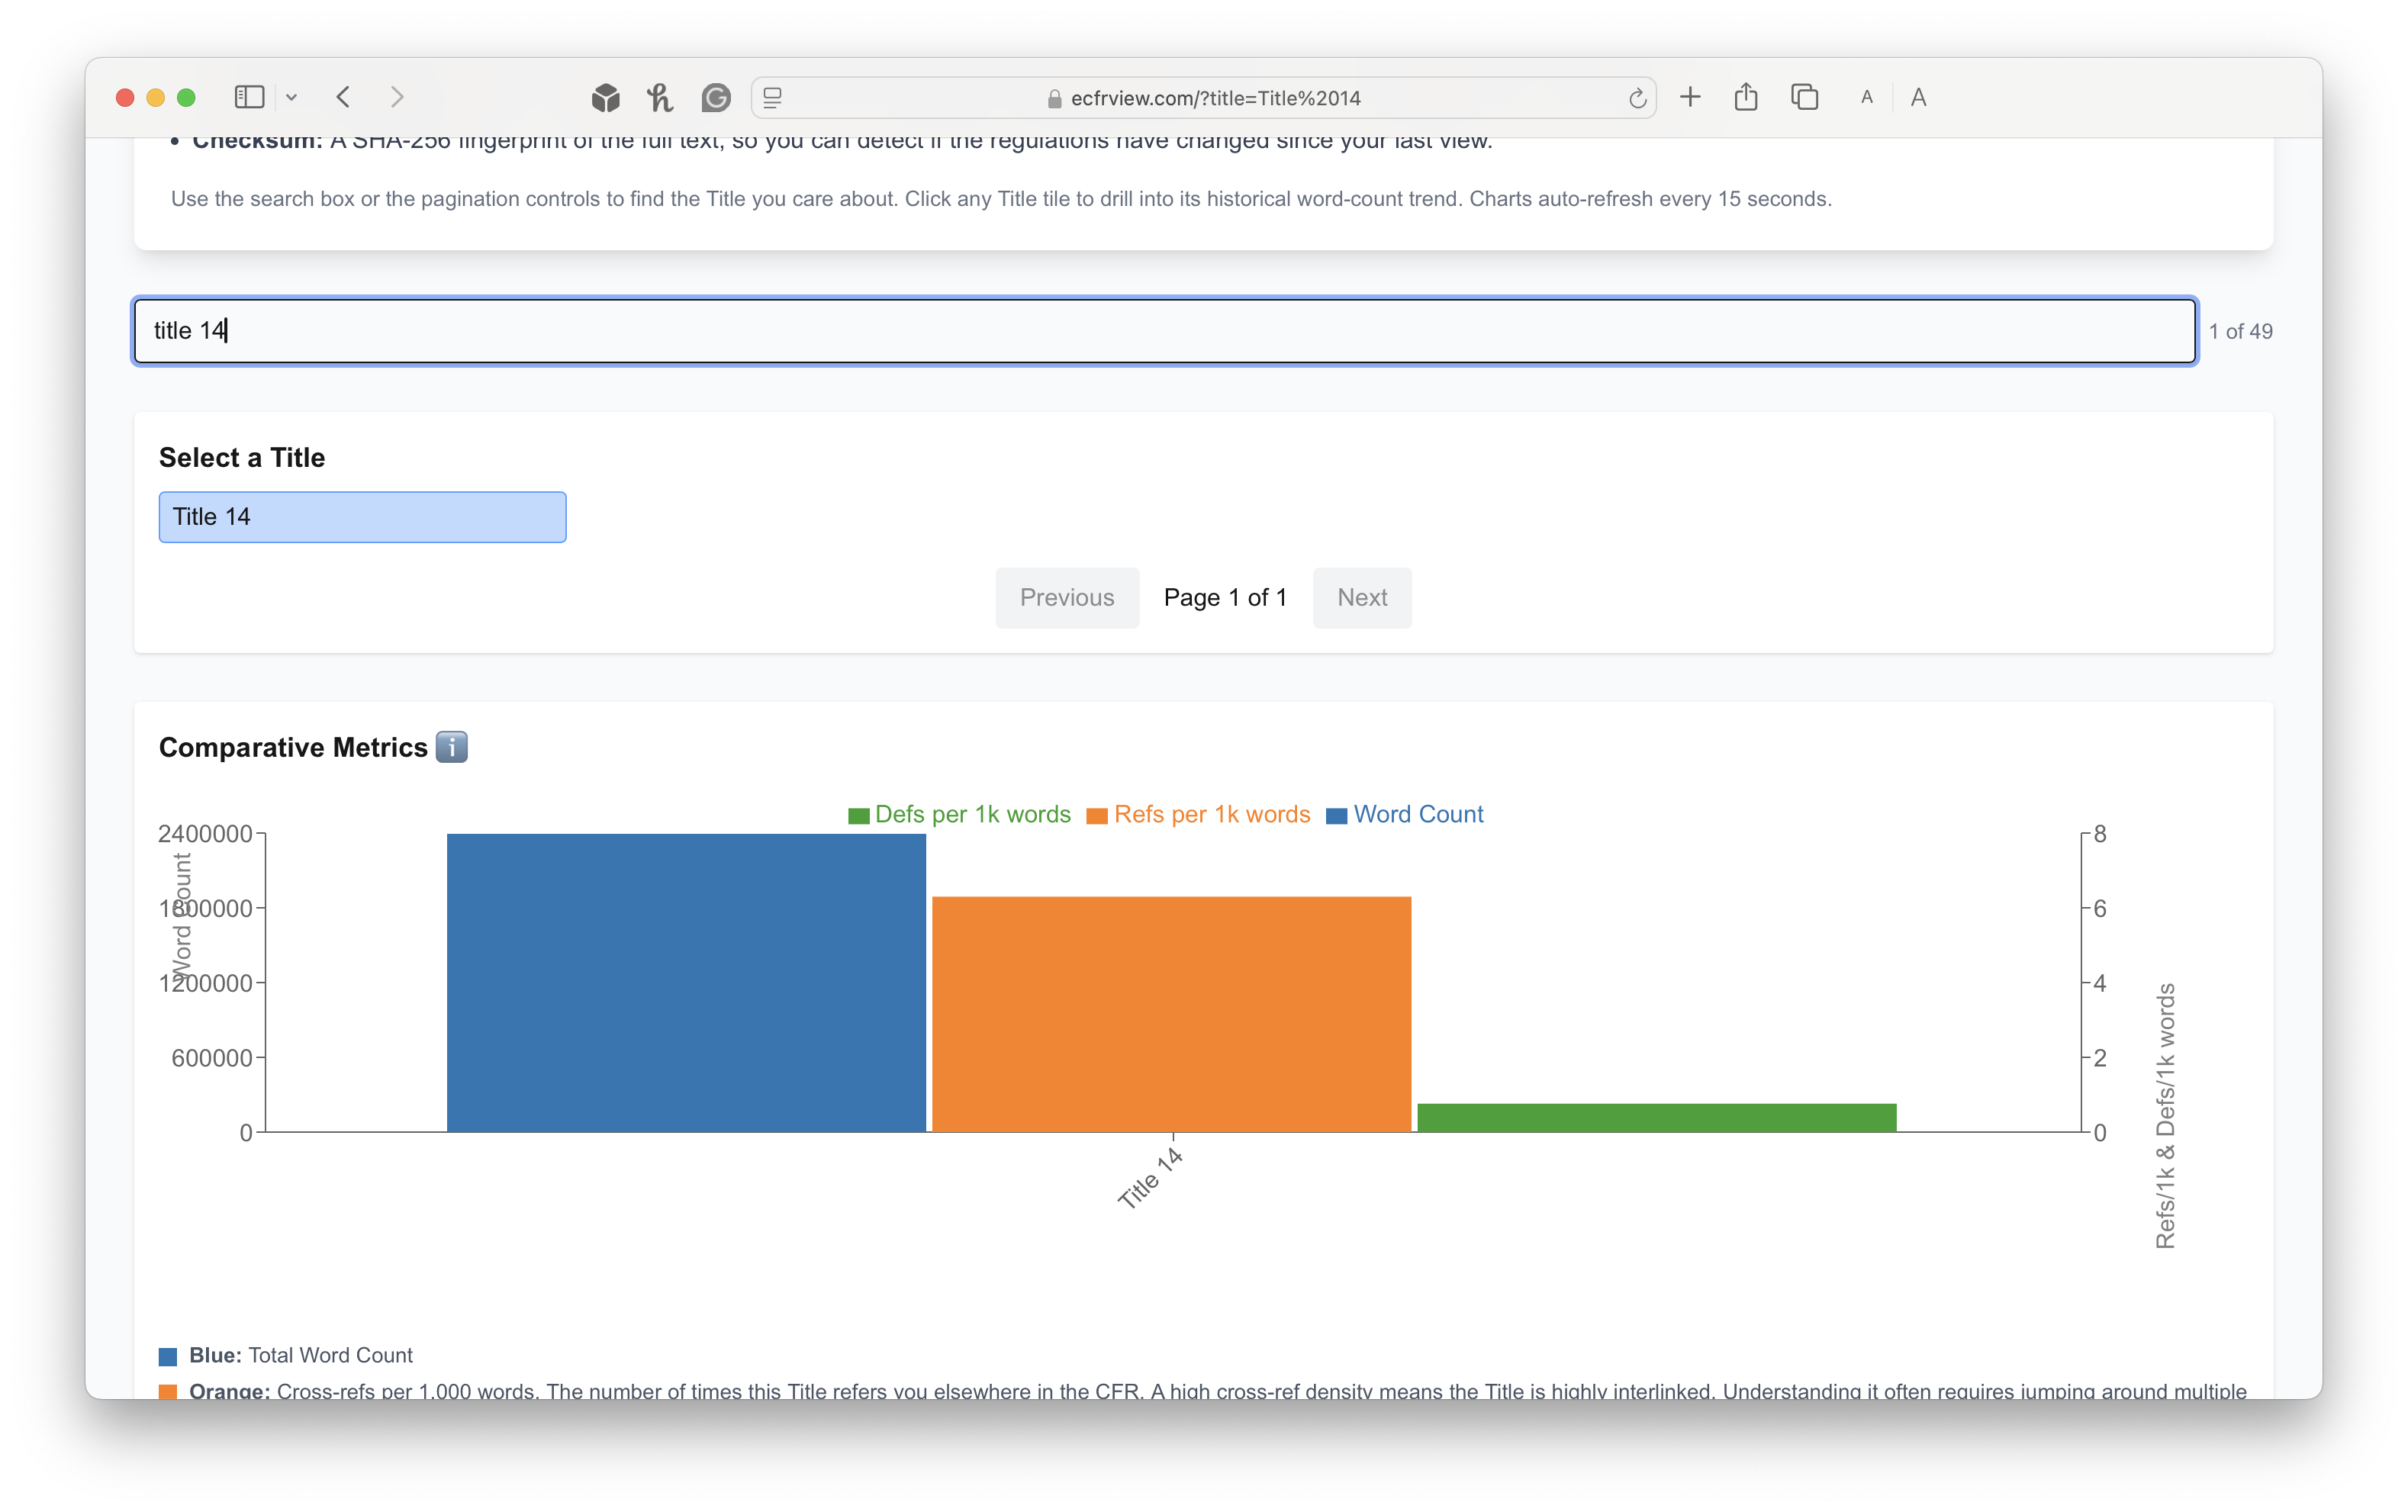 ecfrview.com/?title=Title%2014
A A
• Checksum: A SHA-256 fingerprint of the full text, so you can detect if the regulations have changed since your last view.
Use the search box or the pagination controls to find the Title you care about. Click any Title tile to drill into its historical word-count trend. Charts auto-refresh every 15 seconds.
title 14
1 of 49
Select a Title
Title 14
Previous Page 1 of 1 Next
Comparative Metrics i
Defs per 1k words Refs per 1k words Word Count
2400000
1800000
1200000
600000
0
Word Count
8
6
4
2
0
Refs/1k & Defs/1k words
Title 14
Blue: Total Word Count
Orange: Cross-refs per 1,000 words. The number of times this Title refers you elsewhere in the CFR. A high cross-ref density means the Title is highly interlinked. Understanding it often requires jumping around multiple